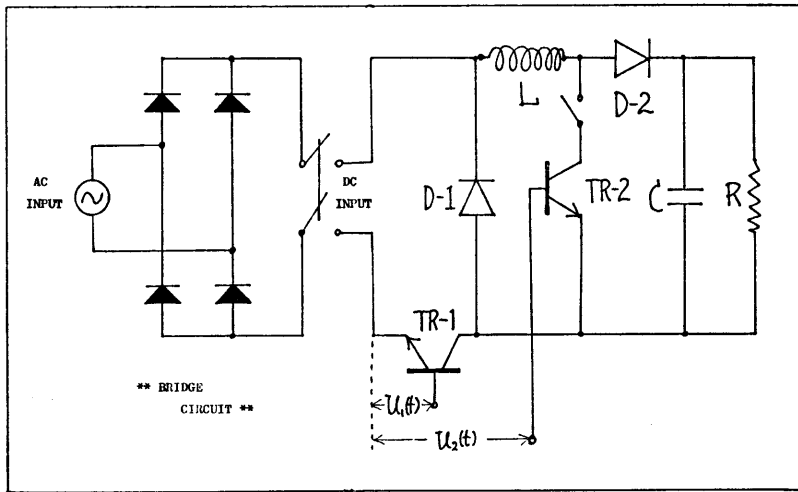 AC
INPUT
DC
INPUT
L
D-2
D-1
TR-2
C
R
TR-1
** BRIDGE
CIRCUIT **
U₁(t)
U₂(t)